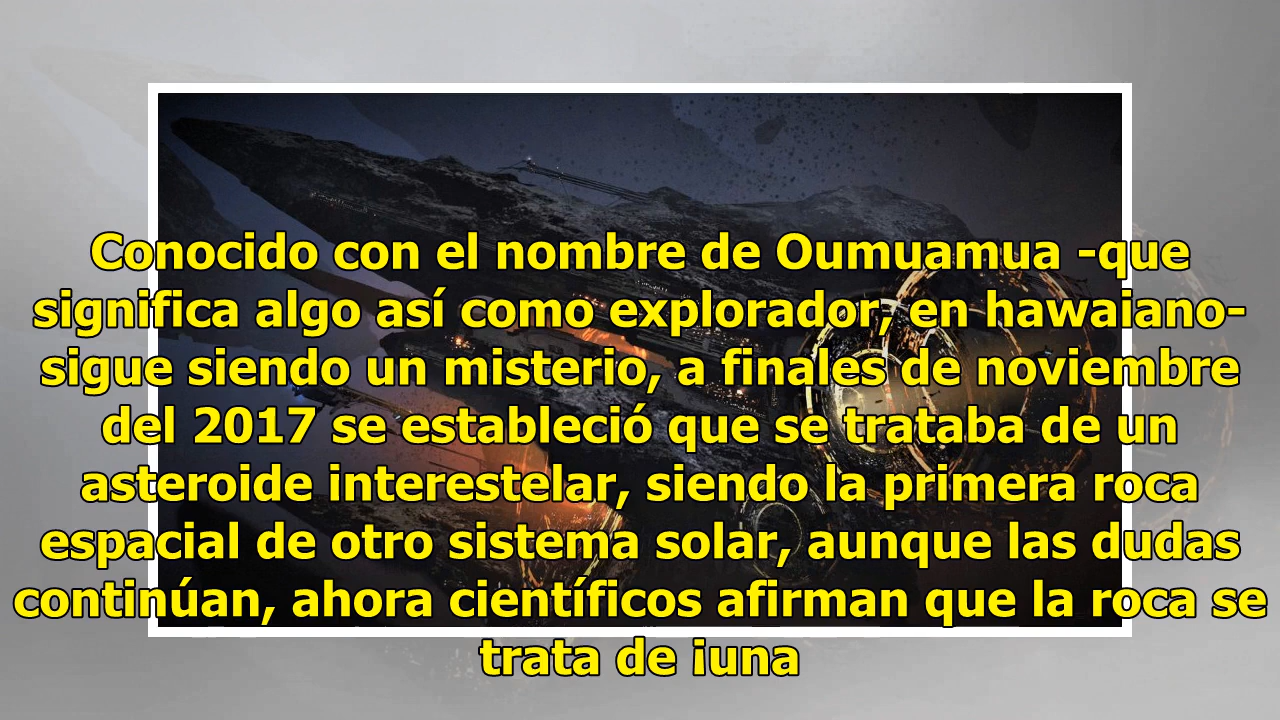 Conocido con el nombre de Oumuamua -que
significa algo así como explorador, en hawaiano-
sigue siendo un misterio, a finales de noviembre
del 2017 se estableció que se trataba de un
asteroide interestelar, siendo la primera roca
espacial de otro sistema solar, aunque las dudas
continúan, ahora científicos afirman que la roca se
trata de ¡una